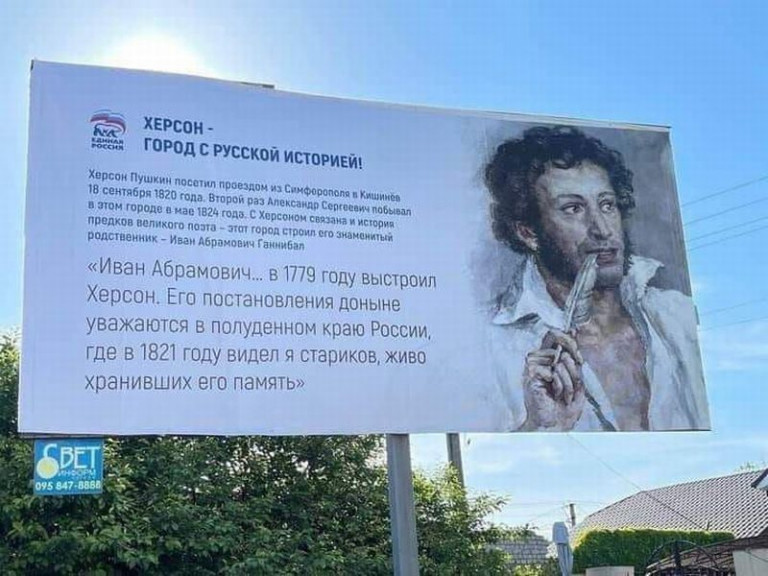 ЕДИНАЯ
РОССИЯ
ХЕРСОН -
ГОРОД С РУССКОЙ ИСТОРИЕЙ!
Херсон Пушкин посетил проездом из Симферополя в Кишинёв
18 сентября 1820 года. Второй раз Александр Сергеевич побывал
в этом городе в мае 1824 года. С Херсоном связана и история
предков великого поэта – этот город строил его знаменитый
родственник – Иван Абрамович Ганнибал
«Иван Абрамович... в 1779 году выстроил
Херсон. Его постановления доныне
уважаются в полуденном краю России,
где в 1821 году видел я стариков, живо
хранивших его память»
СВЕТ
ИНФОРМ
095 847-8888